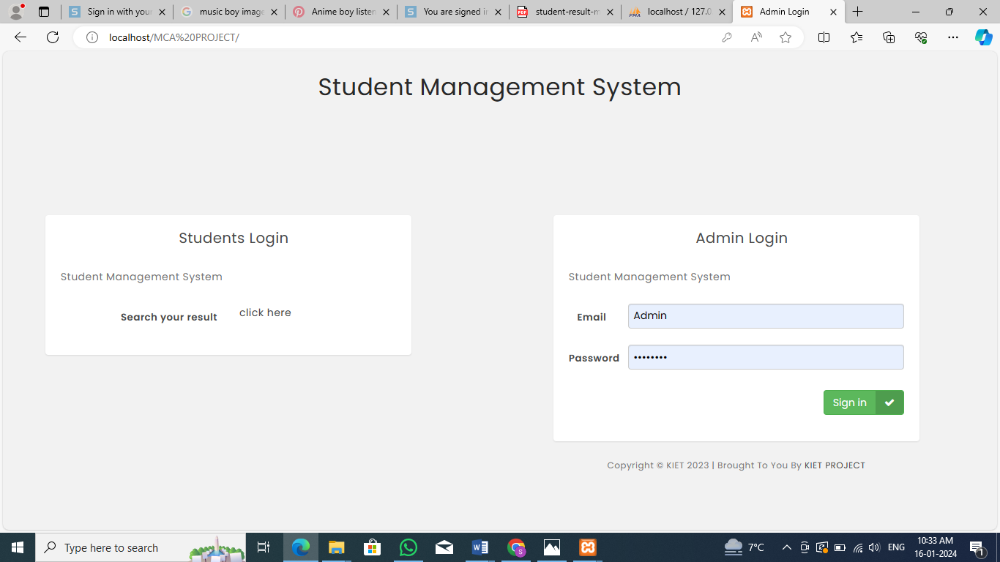 Sign in with your
music boy image
Anime boy listen
You are signed in
student-result-m
localhost / 127.0
Admin Login
localhost/MCA%20PROJECT/
Student Management System
Students Login
Student Management System
Search your result
click here
Admin Login
Student Management System
Email
Admin
Password
••••••••
Sign in
Copyright © KIET 2023 | Brought To You By KIET PROJECT
Type here to search
7°C
ENG
10:33 AM
16-01-2024
1